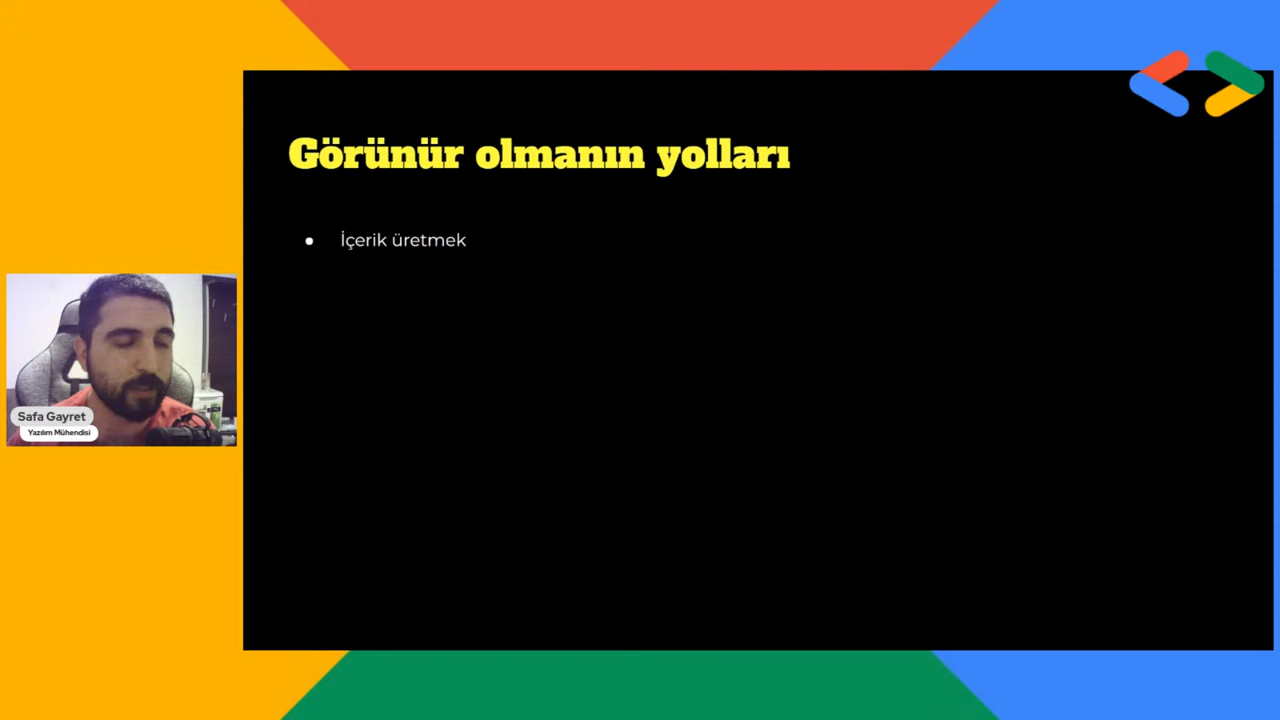 Görünür olmanın yolları
İçerik üretmek
Safa Gayret
Yazılım Mühendisi